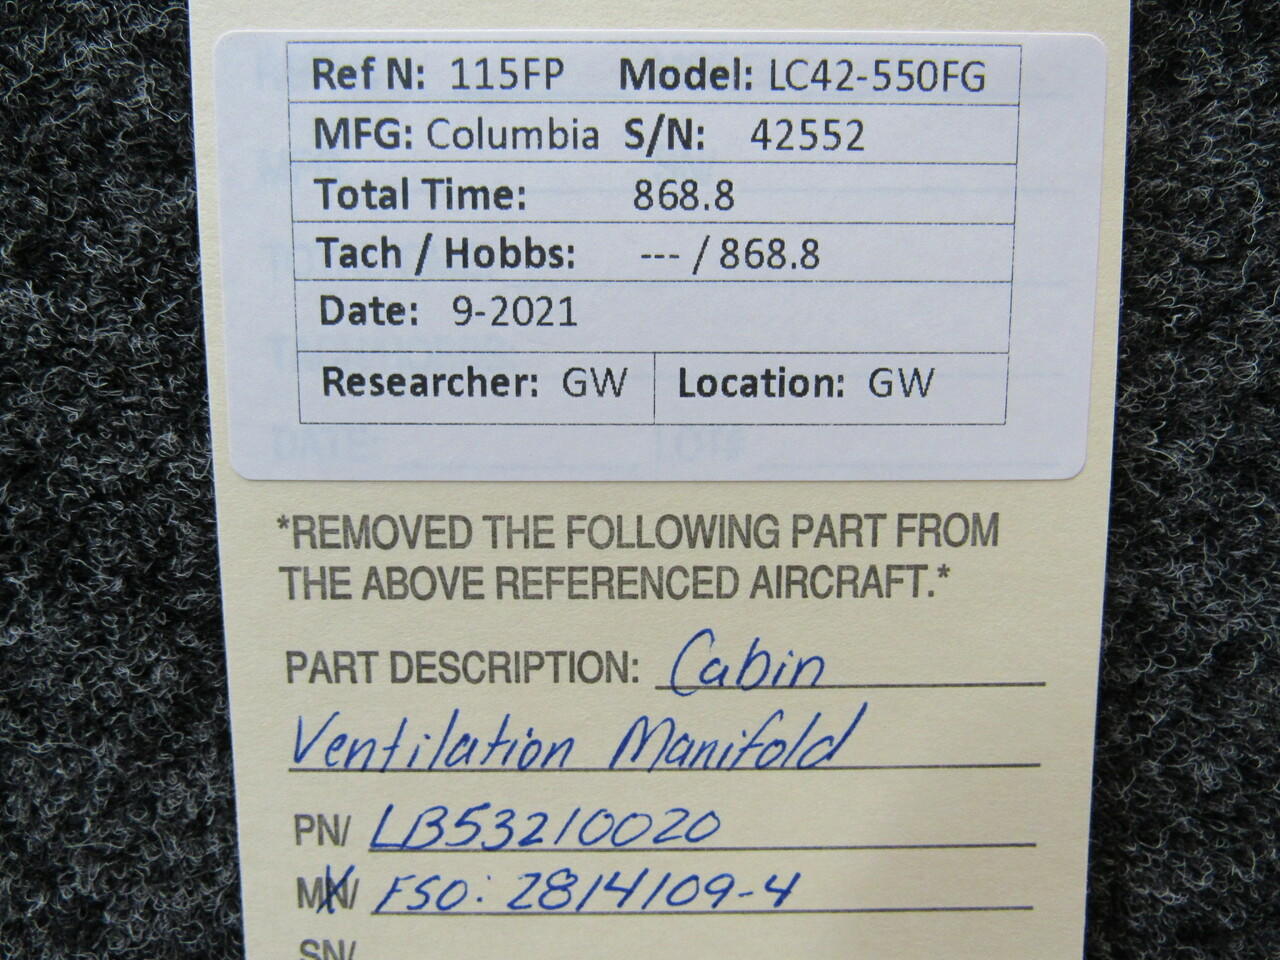 Ref N: 115FP Model: LC42-550FG
MFG: Columbia S/N: 42552
Total Time: 868.8
Tach / Hobbs: --- / 868.8
Date: 9-2021
Researcher: GW Location: GW
DATE LOT#
*REMOVED THE FOLLOWING PART FROM
THE ABOVE REFERENCED AIRCRAFT.*
PART DESCRIPTION: Cabin
Ventilation Manifold
PN/ LB53210020
MN/ FSO: 2814109-4
SN/